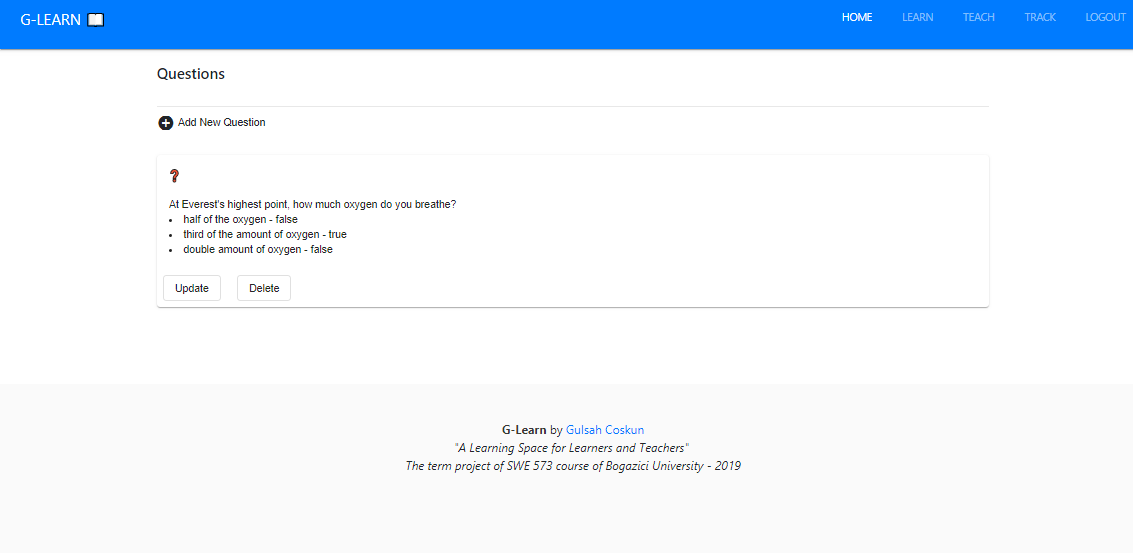 G-LEARN
HOME LEARN TEACH TRACK LOGOUT
Questions
Add New Question
At Everest's highest point, how much oxygen do you breathe?
• half of the oxygen - false
• third of the amount of oxygen - true
• double amount of oxygen - false
Update Delete
G-Learn by Gulsah Coskun
"A Learning Space for Learners and Teachers"
The term project of SWE 573 course of Bogazici University - 2019